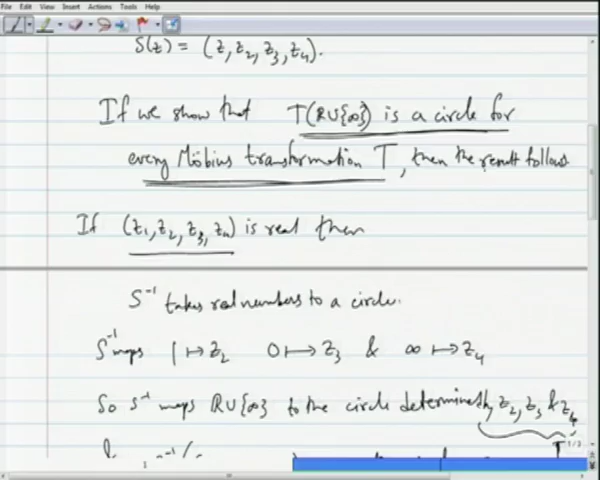 File Edit View Insert Actions Tools Help
S(z) = (z, z₂, z₃, z₄).
If we show that T(ℝ∪{∞}) is a circle for
every Möbius transformation T, then the result follows
If (z₁, z₂, z₃, z₄) is real then
S⁻¹ takes real numbers to a circle.
S⁻¹ maps 1 ↦ z₂ 0 ↦ z₃ & ∞ ↦ z₄
So S⁻¹ maps ℝ∪{∞} to the circle determined by z₂, z₃ & z₄
1/3